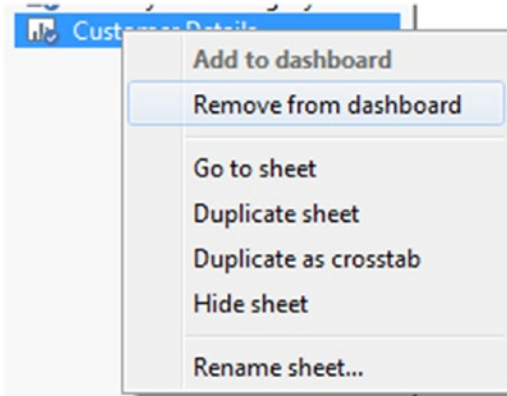 Customer Details
Add to dashboard
Remove from dashboard
Go to sheet
Duplicate sheet
Duplicate as crosstab
Hide sheet
Rename sheet...